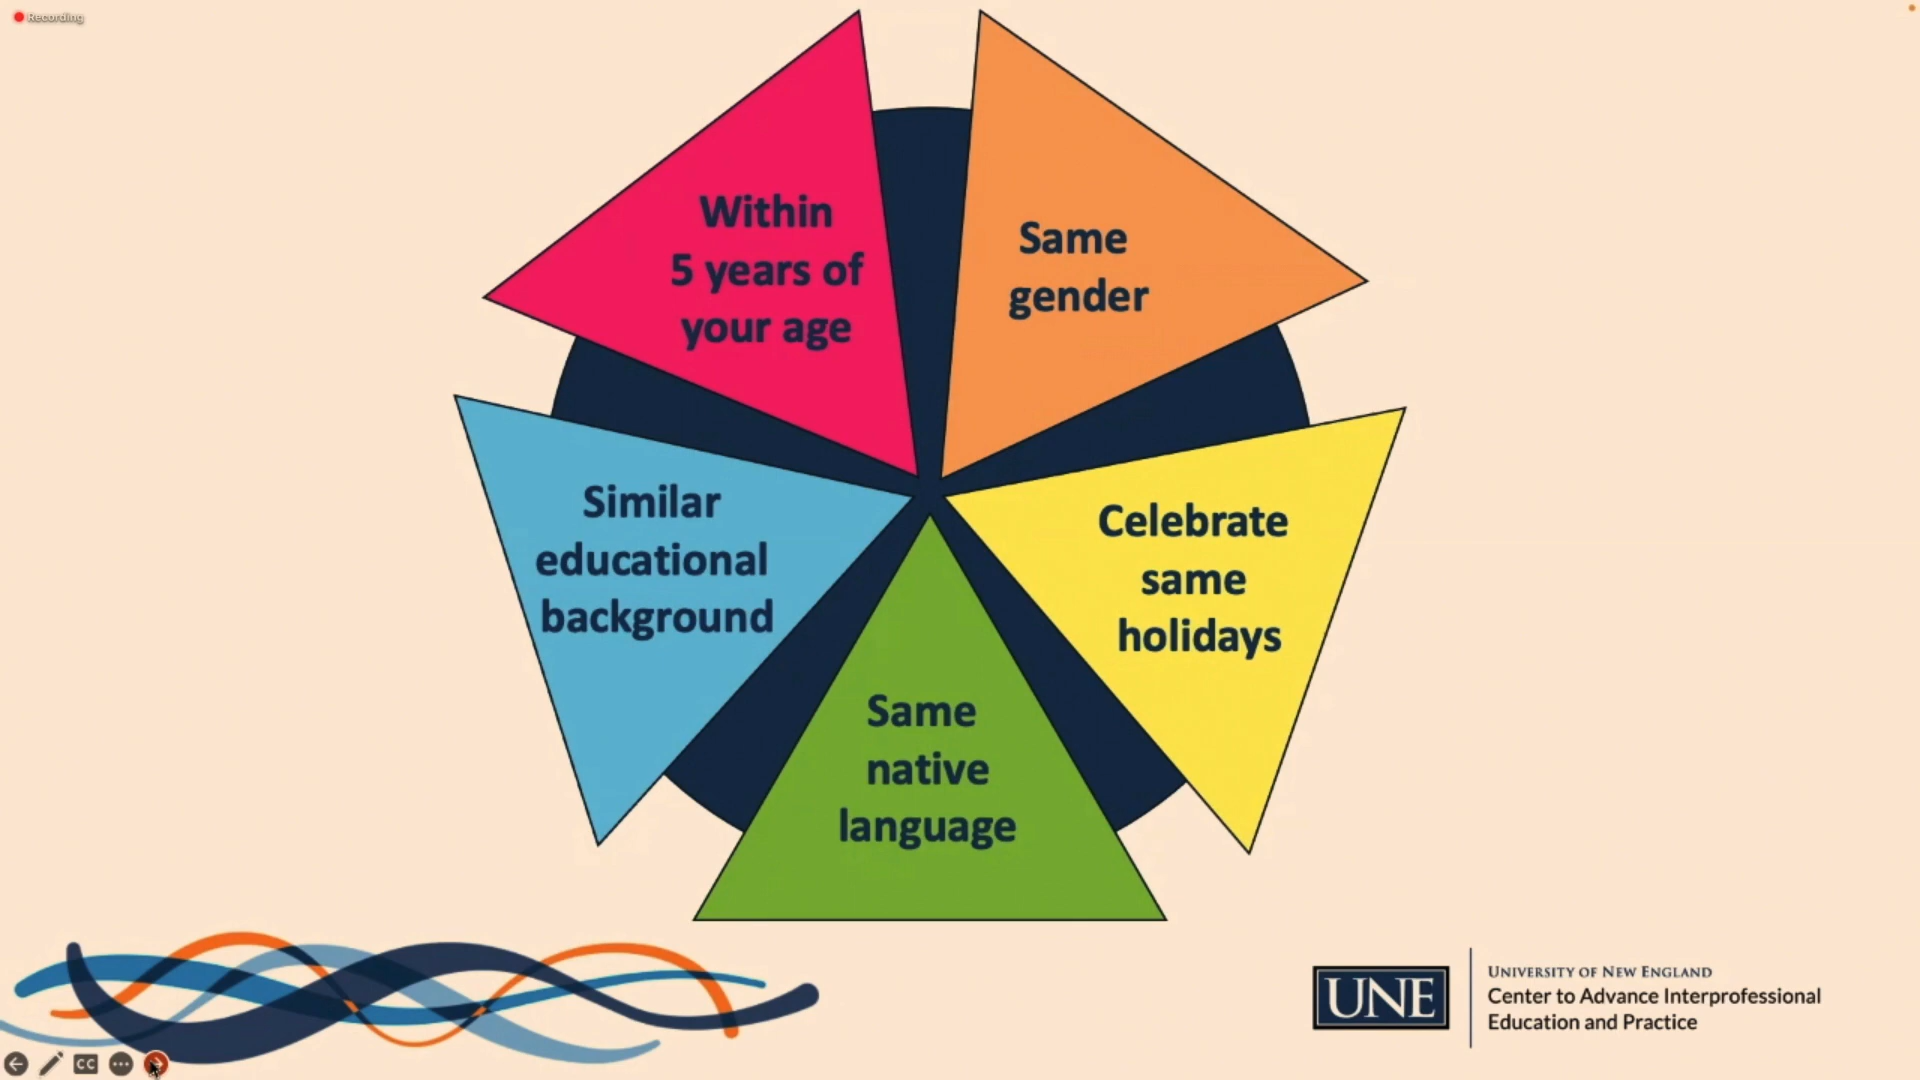 Recording
Within
5 years of
your age
Same
gender
Similar
educational
background
Celebrate
same
holidays
Same
native
language
UNE
UNIVERSITY OF NEW ENGLAND
Center to Advance Interprofessional
Education and Practice
CC